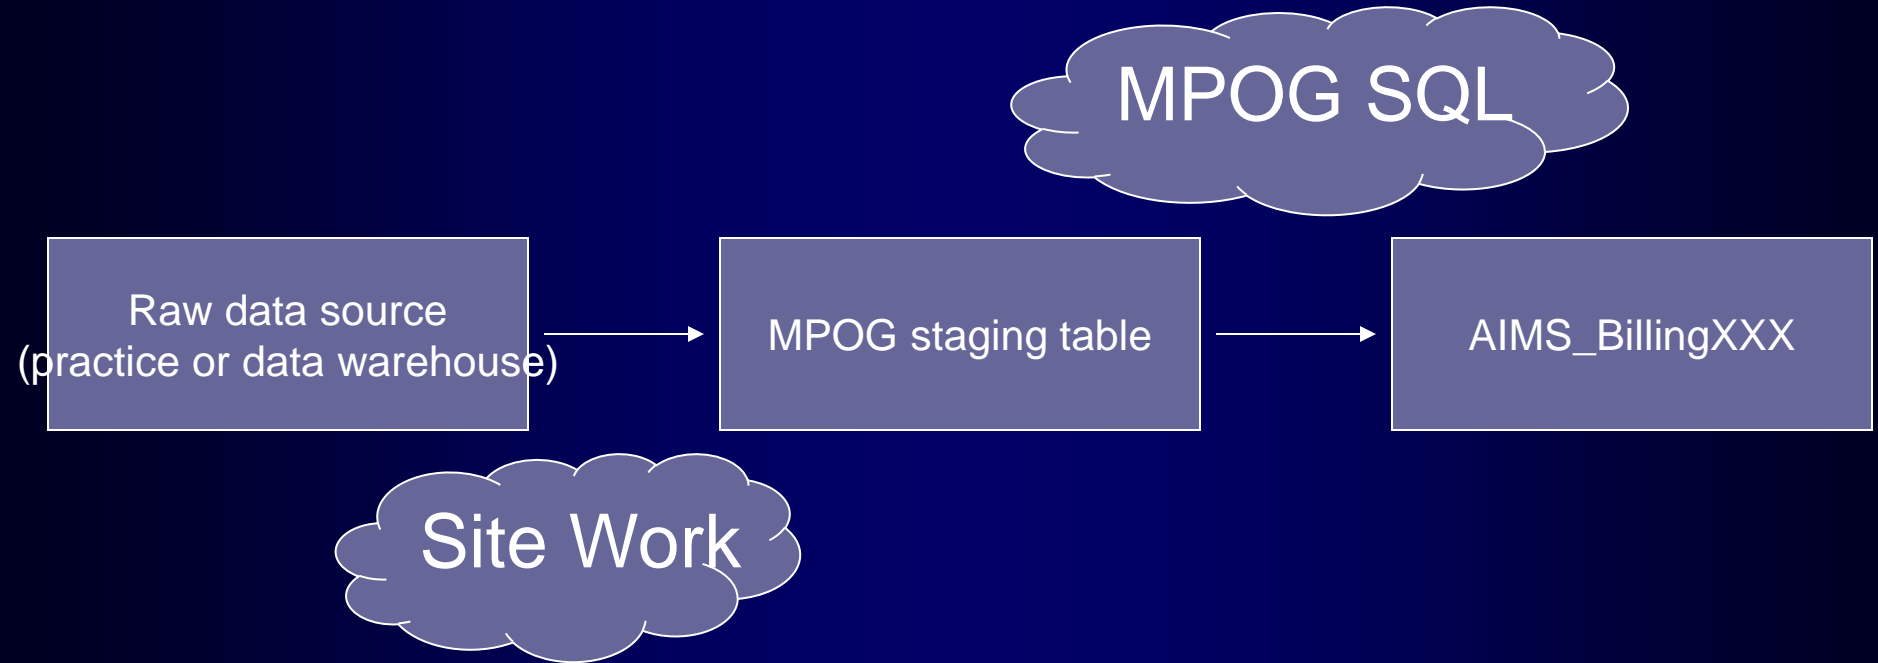 MPOG SQL
Raw data source
(practice or data warehouse)
MPOG staging table
AIMS_BillingXXX
Site Work